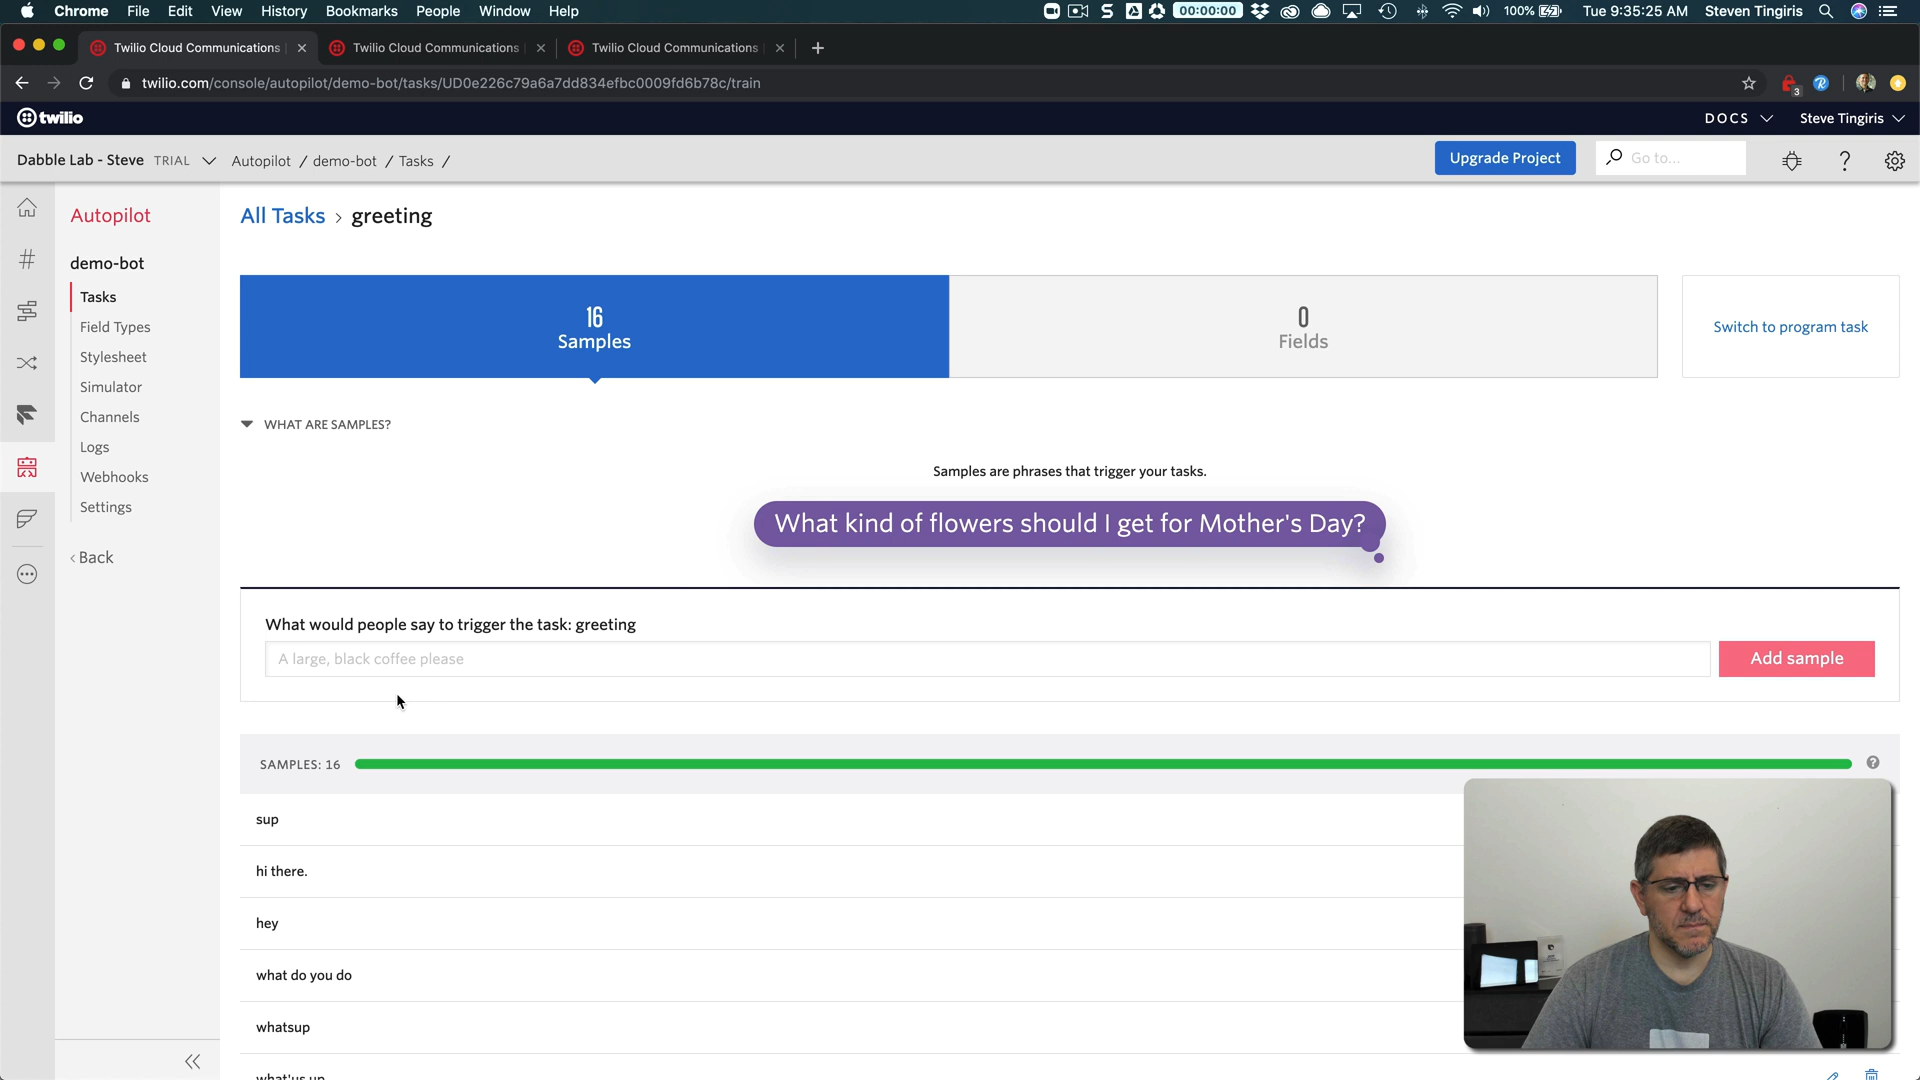 Chrome File Edit View History Bookmarks People Window Help 00:00:00 100% Tue 9:35:25 AM Steven Tingiris
Twilio Cloud Communications Twilio Cloud Communications Twilio Cloud Communications
twilio.com/console/autopilot/demo-bot/tasks/UD0e226c79a6a7dd834efbc0009fd6b78c/train 3
twilio DOCS Steve Tingiris
Dabble Lab - Steve TRIAL Autopilot / demo-bot / Tasks / Upgrade Project Go to...
Autopilot
demo-bot
Tasks
Field Types
Stylesheet
Simulator
Channels
Logs
Webhooks
Settings
‹ Back
All Tasks › greeting
16
Samples
0
Fields
Switch to program task
WHAT ARE SAMPLES?
Samples are phrases that trigger your tasks.
What kind of flowers should I get for Mother's Day?
What would people say to trigger the task: greeting
A large, black coffee please
Add sample
SAMPLES: 16
sup
hi there.
hey
what do you do
whatsup
what'us up